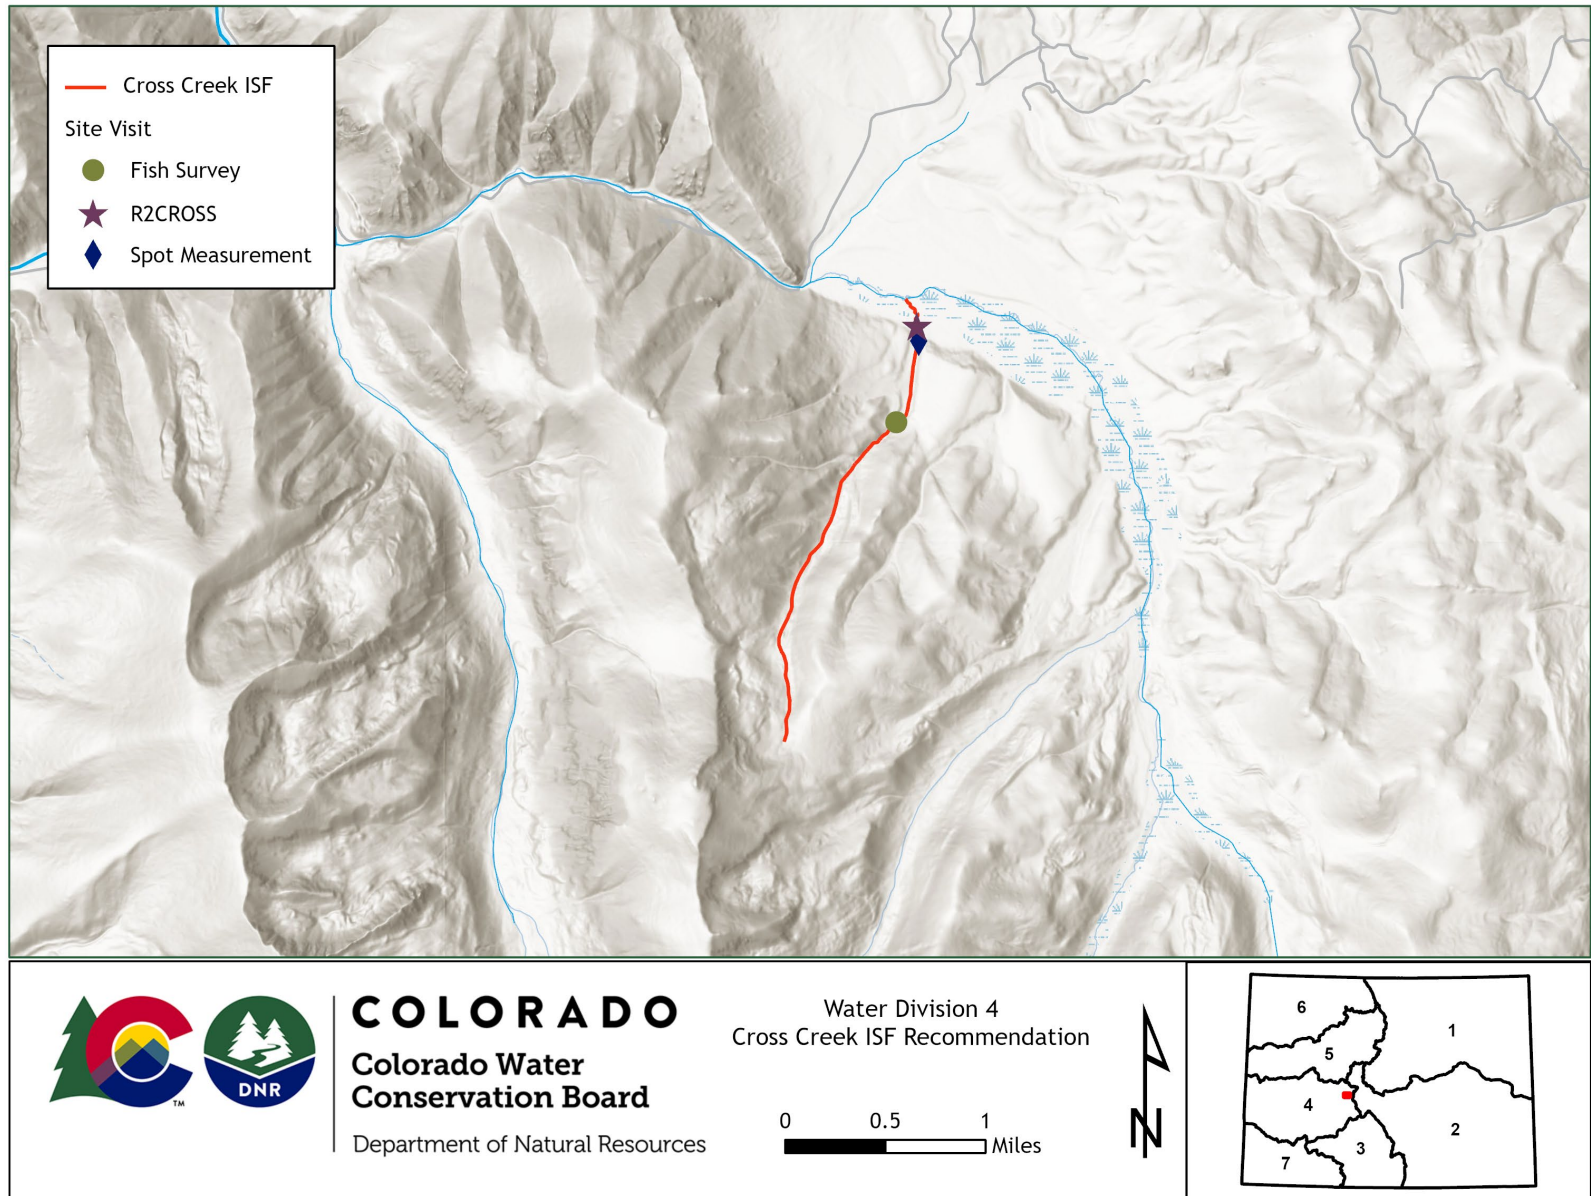 Cross Creek ISF
Site Visit
Fish Survey
R2CROSS
Spot Measurement
DNR
TM
COLORADO
Colorado Water
Conservation Board
Department of Natural Resources
Water Division 4
Cross Creek ISF Recommendation
0 0.5 1
Miles
N
6
1
5
4
2
3
7